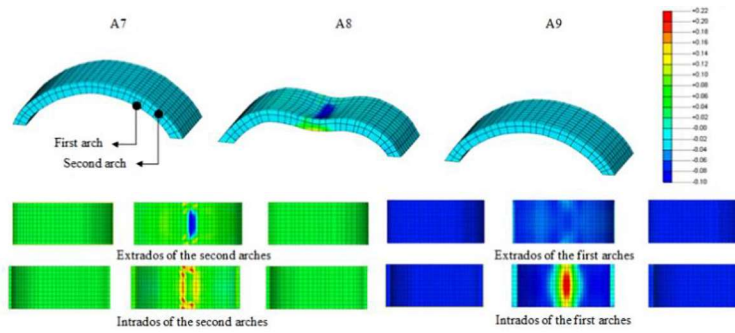 A7
A8
A9
First arch
Second arch
+0.22
+0.20
+0.16
+0.14
+0.12
+0.10
+0.08
+0.06
+0.04
+0.02
-0.00
-0.02
-0.04
-0.06
-0.08
-0.10
Extrados of the second arches
Extrados of the first arches
Intrados of the second arches
Intrados of the first arches